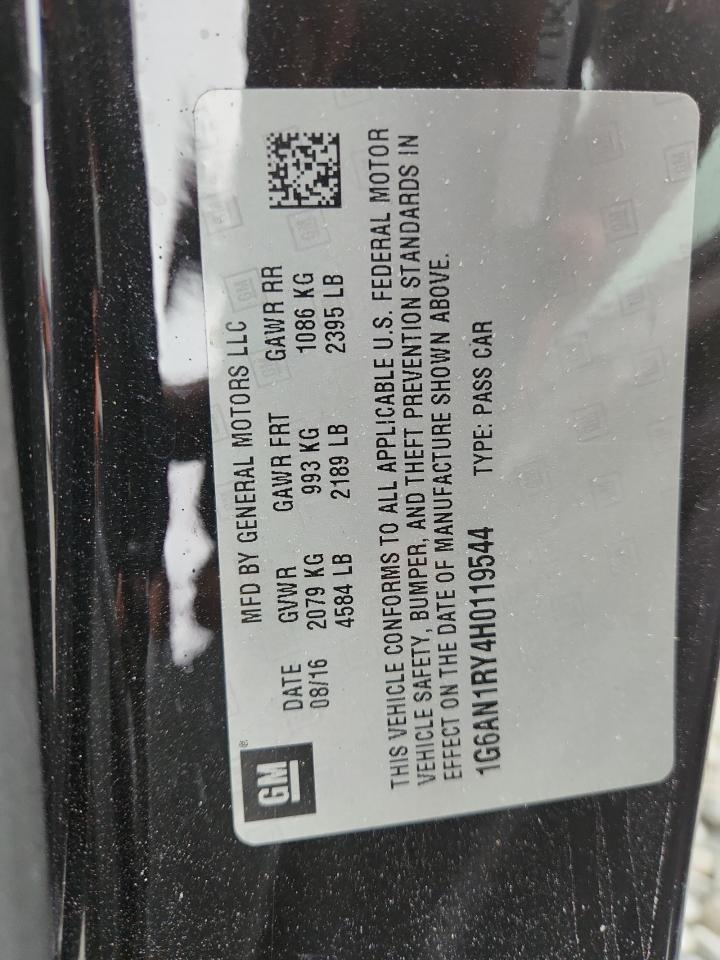 GM®
MFD BY GENERAL MOTORS LLC
DATE GVWR GAWR FRT GAWR RR
08/16 2079 KG 993 KG 1086 KG
4584 LB 2189 LB 2395 LB
THIS VEHICLE CONFORMS TO ALL APPLICABLE U.S. FEDERAL MOTOR
VEHICLE SAFETY, BUMPER, AND THEFT PREVENTION STANDARDS IN
EFFECT ON THE DATE OF MANUFACTURE SHOWN ABOVE.
1G6AN1RY4H0119544 TYPE: PASS CAR